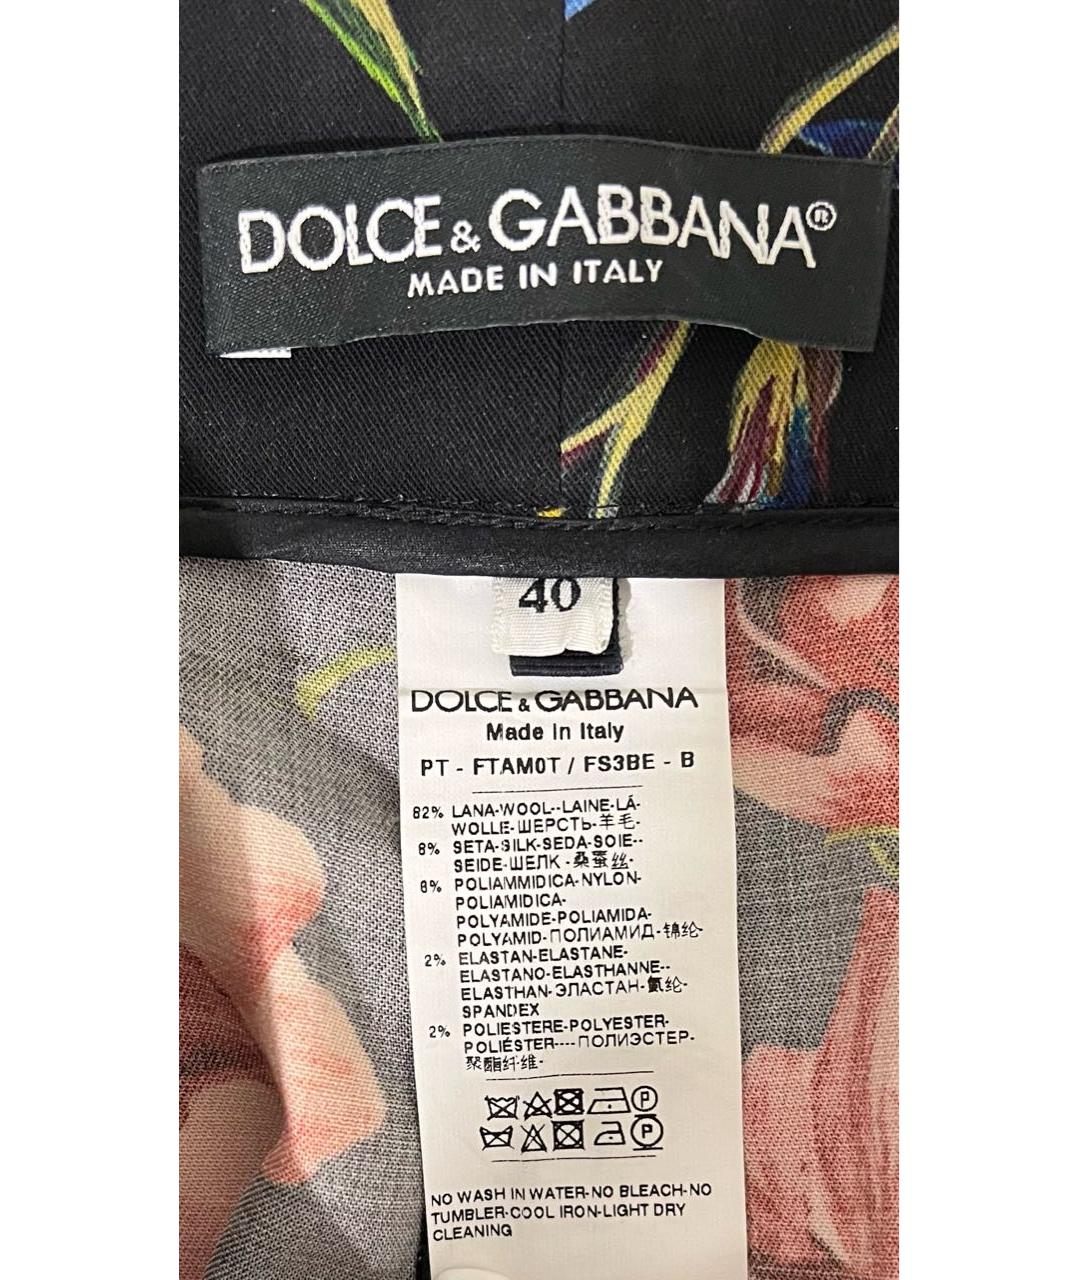 DOLCE & GABBANA®
MADE IN ITALY
40
DOLCE & GABBANA
Made in Italy
PT - FTAM0T / FS3BE - B
82% LANA-WOOL--LAINE-LÁ-
WOLLE-ШЕРСТЬ-羊毛-
8% SETA-SILK-SEDA-SOIE--
SEIDE-ШЕЛК-桑蚕丝-
8% POLIAMMIDICA-NYLON-
POLIAMIDICA-
POLYAMIDE-POLIAMIDA-
POLYAMID-ПОЛИАМИД-锦纶-
2% ELASTAN-ELASTANE-
ELASTANO-ELASTHANNE--
ELASTHAN-ЭЛАСТАН-氨纶-
SPANDEX
2% POLIESTERE-POLYESTER-
POLIÉSTER----ПОЛИЭСТЕР-
聚酯纤维-
P
P
NO WASH IN WATER-NO BLEACH-NO
TUMBLER-COOL IRON-LIGHT DRY
CLEANING